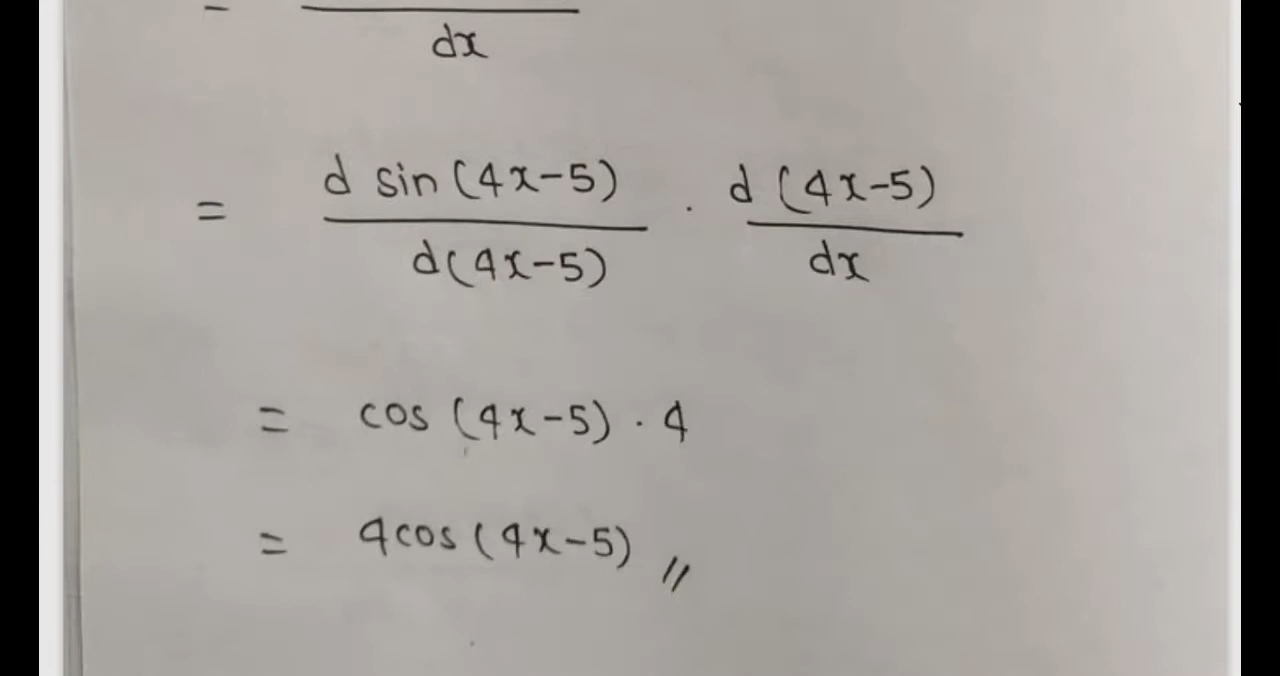 = ———
dx
= d sin (4x-5) / d(4x-5) . d (4x-5) / dx
= cos (4x-5) · 4
= 4cos (4x-5) //